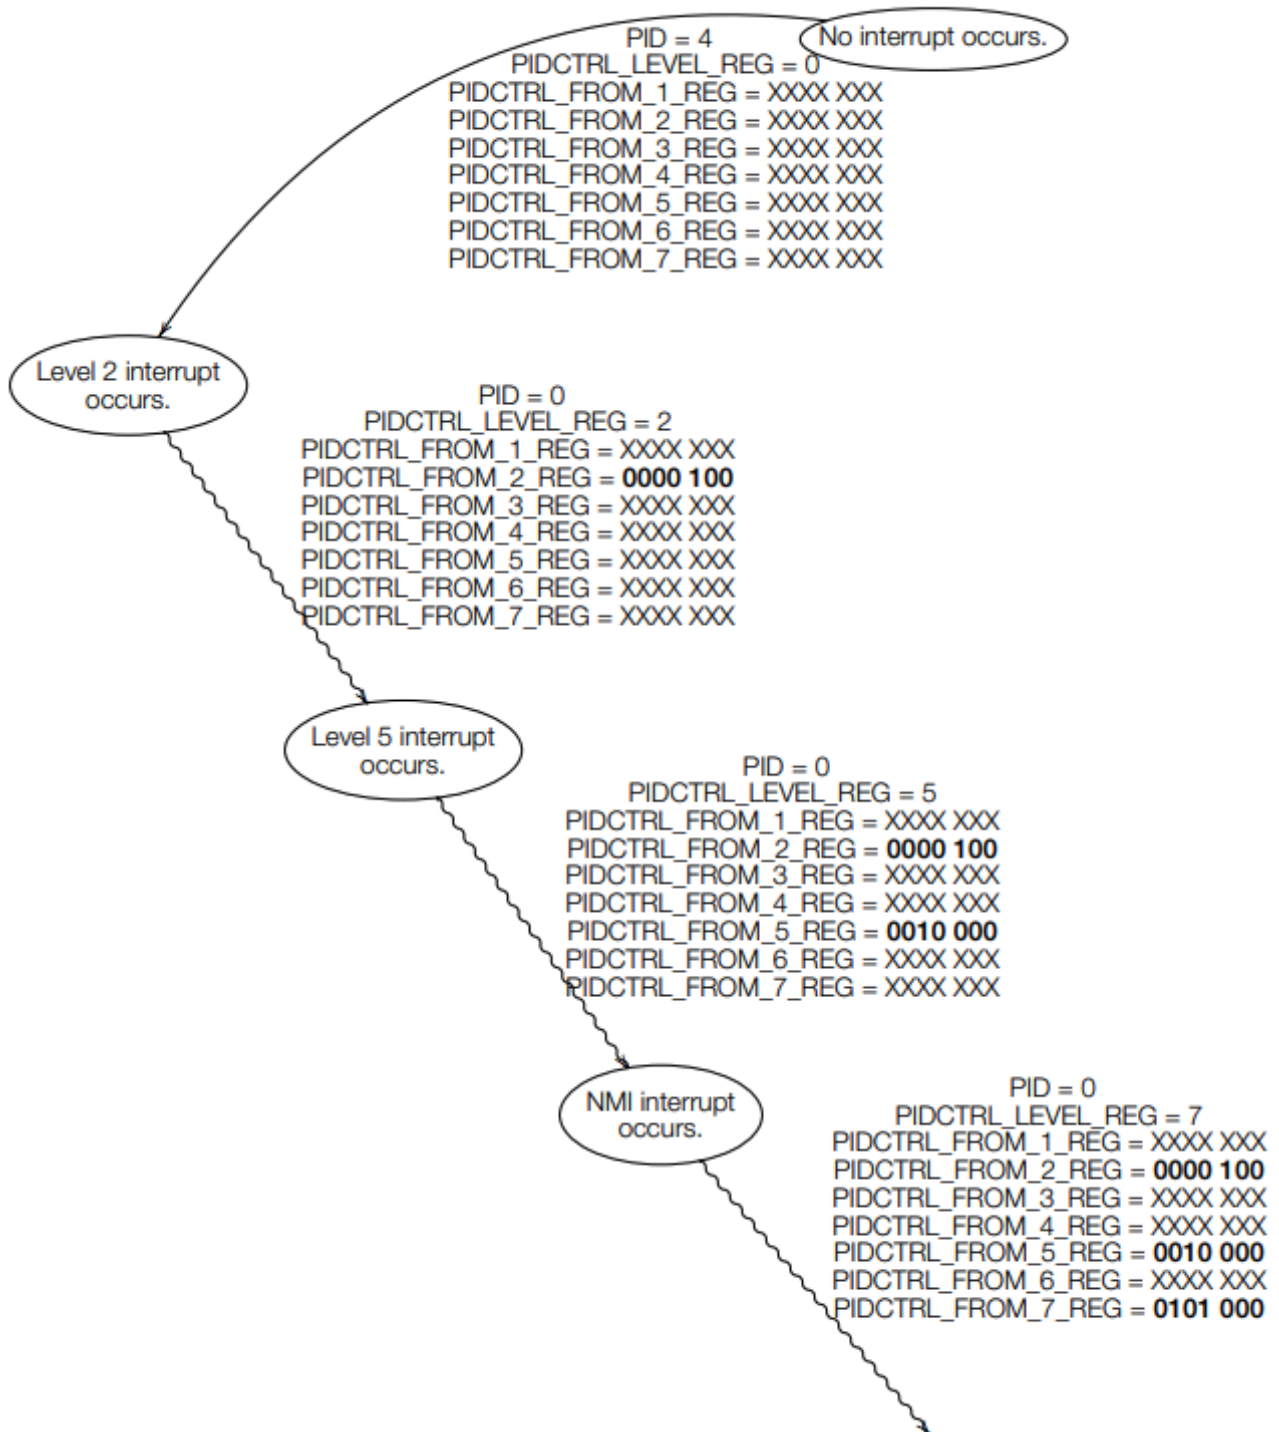 No interrupt occurs.
PID = 4
PIDCTRL_LEVEL_REG = 0
PIDCTRL_FROM_1_REG = XXXX XXX
PIDCTRL_FROM_2_REG = XXXX XXX
PIDCTRL_FROM_3_REG = XXXX XXX
PIDCTRL_FROM_4_REG = XXXX XXX
PIDCTRL_FROM_5_REG = XXXX XXX
PIDCTRL_FROM_6_REG = XXXX XXX
PIDCTRL_FROM_7_REG = XXXX XXX
Level 2 interrupt
occurs.
PID = 0
PIDCTRL_LEVEL_REG = 2
PIDCTRL_FROM_1_REG = XXXX XXX
PIDCTRL_FROM_2_REG = 0000 100
PIDCTRL_FROM_3_REG = XXXX XXX
PIDCTRL_FROM_4_REG = XXXX XXX
PIDCTRL_FROM_5_REG = XXXX XXX
PIDCTRL_FROM_6_REG = XXXX XXX
PIDCTRL_FROM_7_REG = XXXX XXX
Level 5 interrupt
occurs.
PID = 0
PIDCTRL_LEVEL_REG = 5
PIDCTRL_FROM_1_REG = XXXX XXX
PIDCTRL_FROM_2_REG = 0000 100
PIDCTRL_FROM_3_REG = XXXX XXX
PIDCTRL_FROM_4_REG = XXXX XXX
PIDCTRL_FROM_5_REG = 0010 000
PIDCTRL_FROM_6_REG = XXXX XXX
PIDCTRL_FROM_7_REG = XXXX XXX
NMI interrupt
occurs.
PID = 0
PIDCTRL_LEVEL_REG = 7
PIDCTRL_FROM_1_REG = XXXX XXX
PIDCTRL_FROM_2_REG = 0000 100
PIDCTRL_FROM_3_REG = XXXX XXX
PIDCTRL_FROM_4_REG = XXXX XXX
PIDCTRL_FROM_5_REG = 0010 000
PIDCTRL_FROM_6_REG = XXXX XXX
PIDCTRL_FROM_7_REG = 0101 000